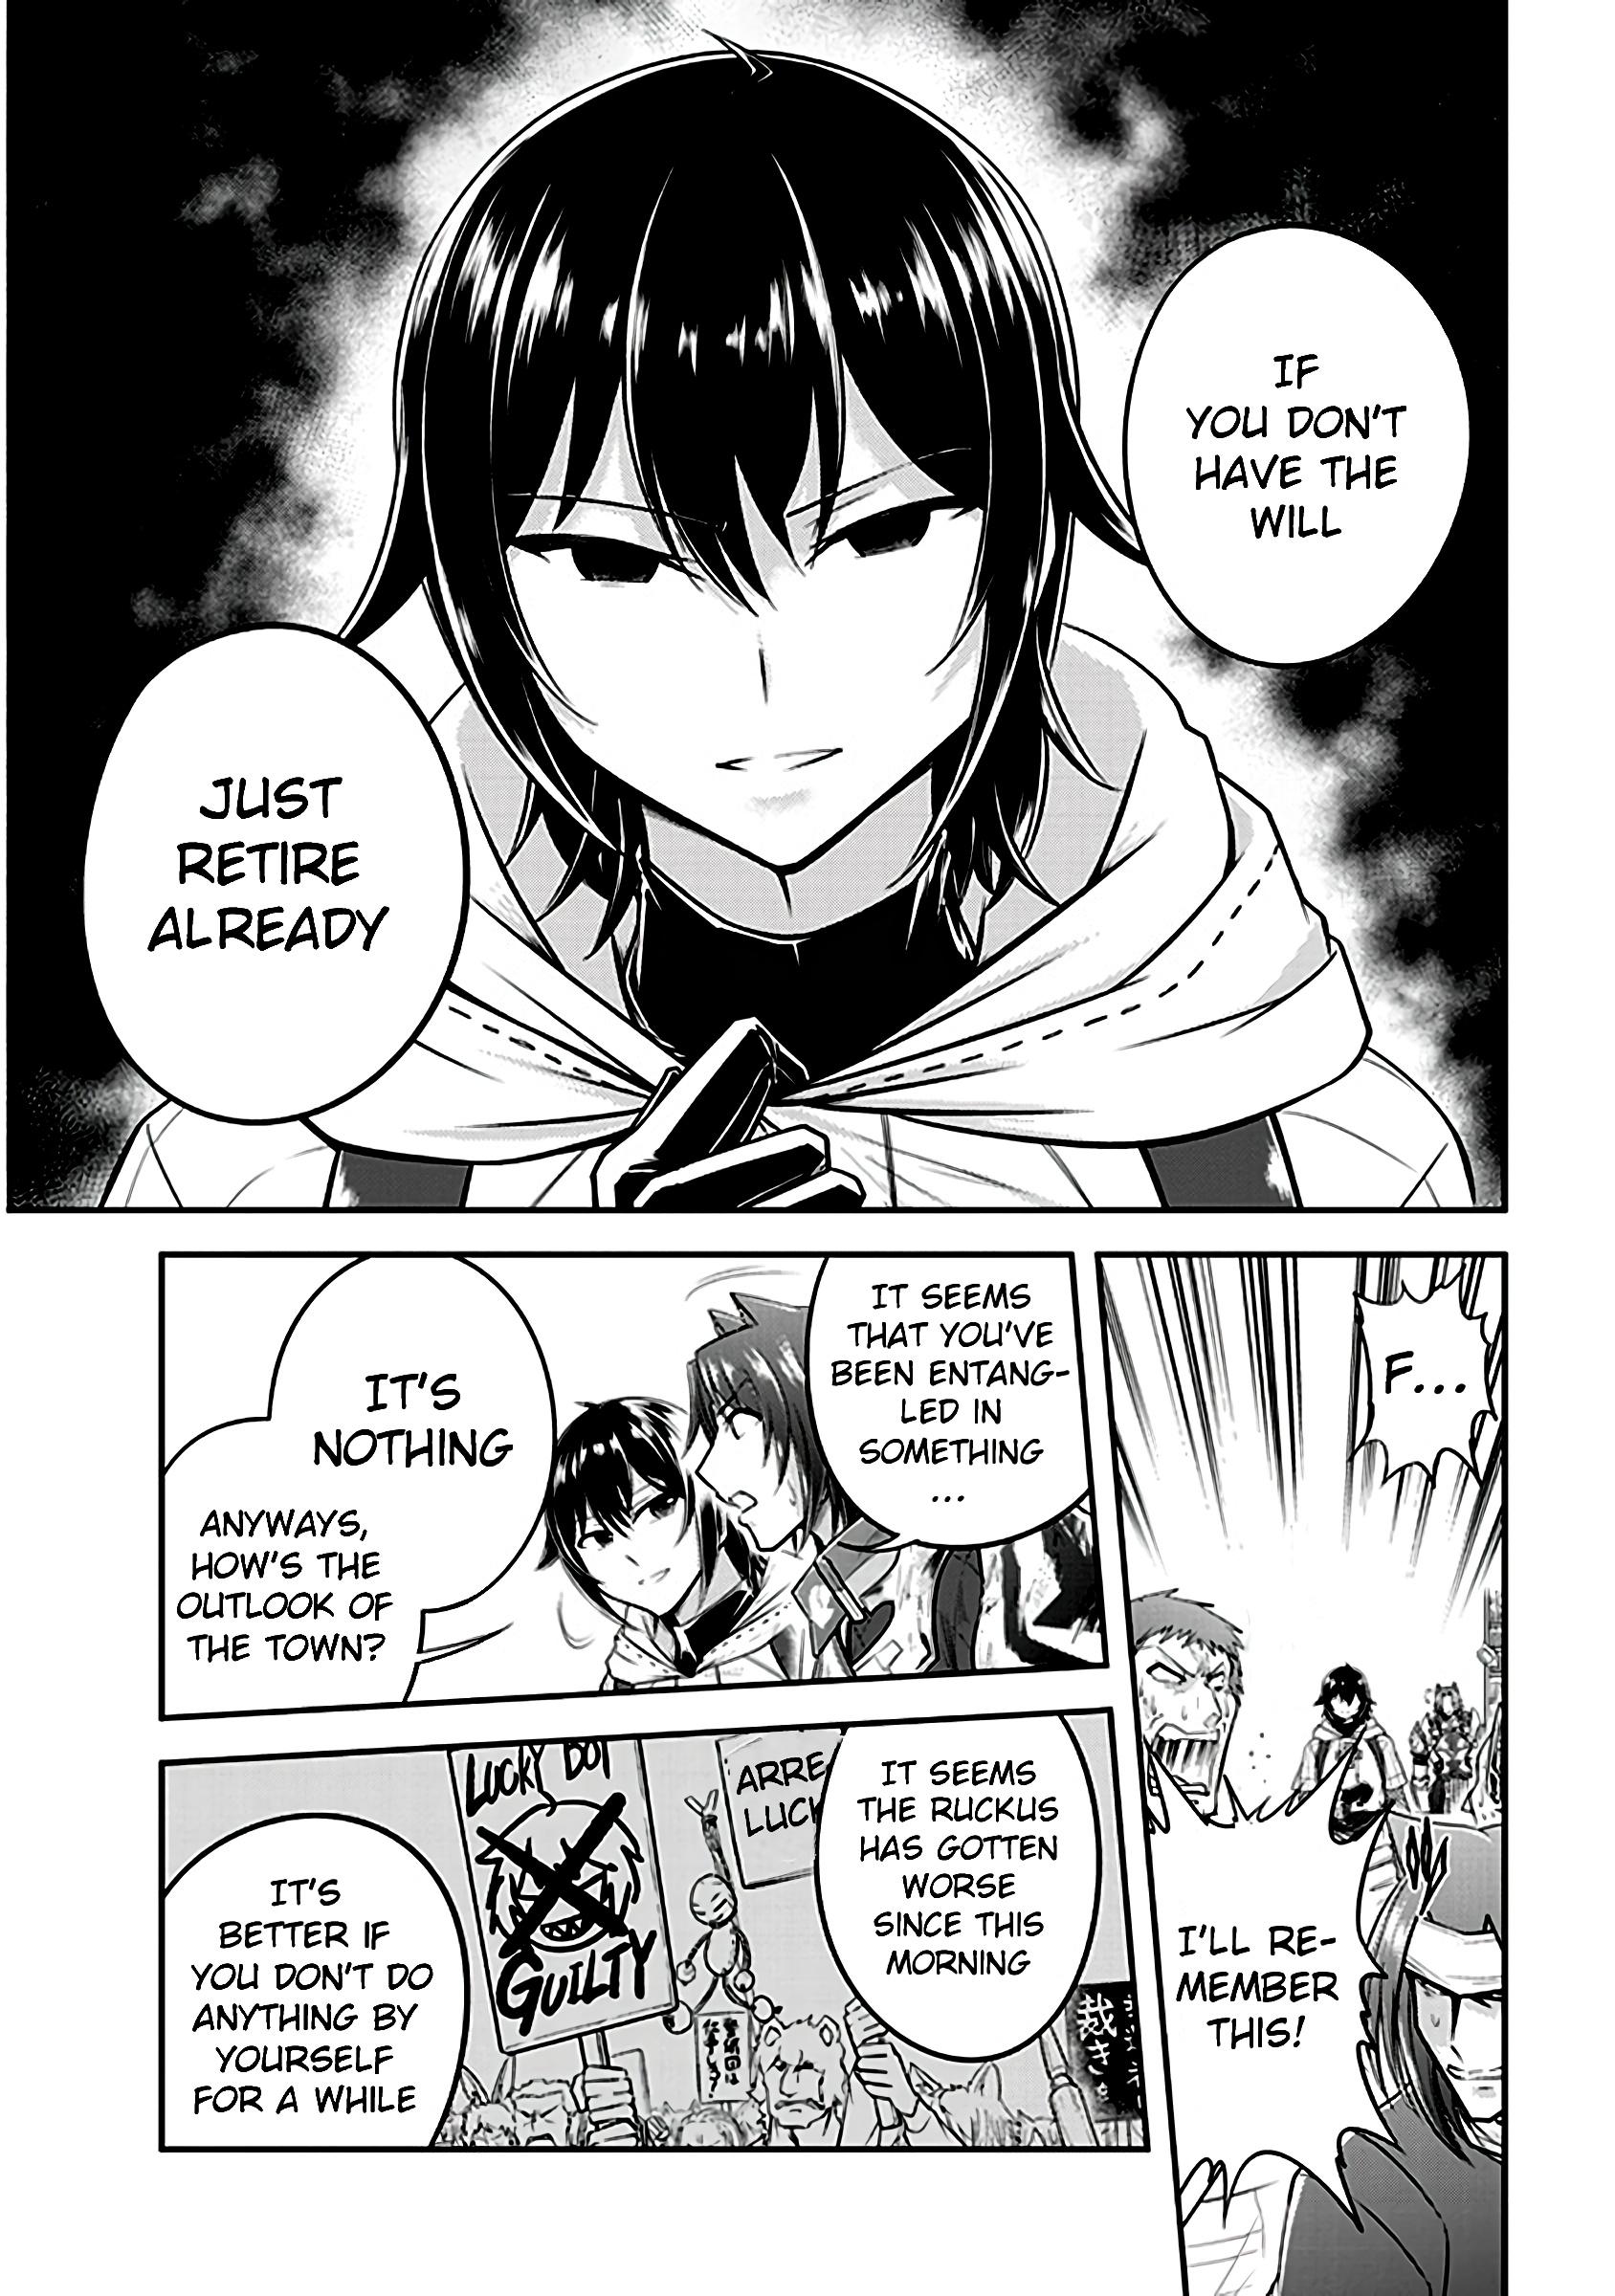 IF
YOU DON'T
HAVE THE
WILL
JUST
RETIRE
ALREADY
F...
I'LL RE-
MEMBER
THIS!
IT SEEMS
THAT YOU'VE
BEEN ENTANG-
LED IN
SOMETHING
...
IT'S
NOTHING
ANYWAYS,
HOW'S THE
OUTLOOK OF
THE TOWN?
IT SEEMS
THE RUCKUS
HAS GOTTEN
WORSE
SINCE THIS
MORNING
ARRE
LUCK
LUCKY BOY
GUILTY
IT'S
BETTER IF
YOU DON'T DO
ANYTHING BY
YOURSELF
FOR A WHILE